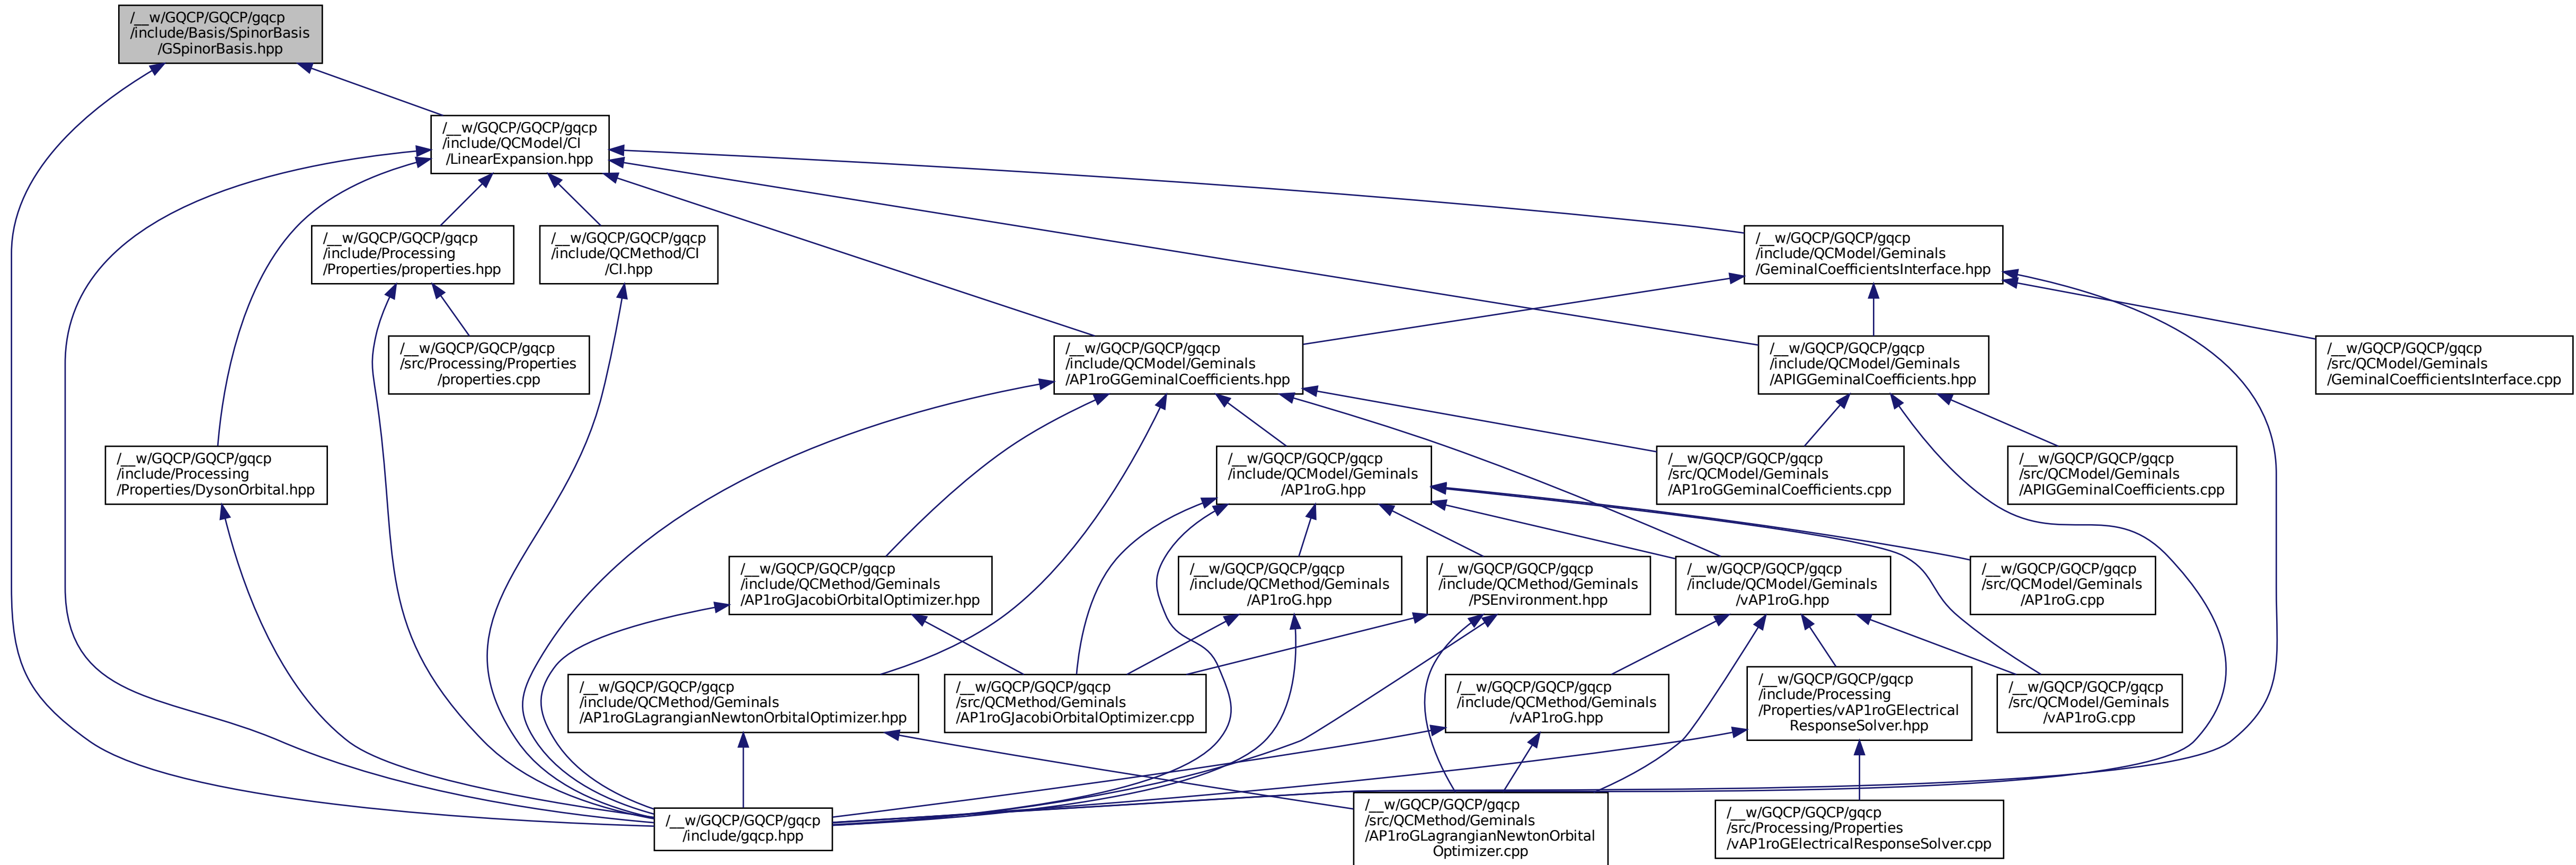 /__w/GQCP/GQCP/gqcp
/include/Basis/SpinorBasis
/GSpinorBasis.hpp
/__w/GQCP/GQCP/gqcp
/include/QCModel/CI
/LinearExpansion.hpp
/__w/GQCP/GQCP/gqcp
/include/Processing
/Properties/properties.hpp
/__w/GQCP/GQCP/gqcp
/include/QCMethod/CI
/CI.hpp
/__w/GQCP/GQCP/gqcp
/include/QCModel/Geminals
/GeminalCoefficientsInterface.hpp
/__w/GQCP/GQCP/gqcp
/src/Processing/Properties
/properties.cpp
/__w/GQCP/GQCP/gqcp
/include/QCModel/Geminals
/AP1roGGeminalCoefficients.hpp
/__w/GQCP/GQCP/gqcp
/include/QCModel/Geminals
/APIGGeminalCoefficients.hpp
/__w/GQCP/GQCP/gqcp
/src/QCModel/Geminals
/GeminalCoefficientsInterface.cpp
/__w/GQCP/GQCP/gqcp
/include/Processing
/Properties/DysonOrbital.hpp
/__w/GQCP/GQCP/gqcp
/include/QCModel/Geminals
/AP1roG.hpp
/__w/GQCP/GQCP/gqcp
/src/QCModel/Geminals
/AP1roGGeminalCoefficients.cpp
/__w/GQCP/GQCP/gqcp
/src/QCModel/Geminals
/APIGGeminalCoefficients.cpp
/__w/GQCP/GQCP/gqcp
/include/QCMethod/Geminals
/AP1roGJacobiOrbitalOptimizer.hpp
/__w/GQCP/GQCP/gqcp
/include/QCMethod/Geminals
/AP1roG.hpp
/__w/GQCP/GQCP/gqcp
/include/QCMethod/Geminals
/PSEnvironment.hpp
/__w/GQCP/GQCP/gqcp
/include/QCModel/Geminals
/vAP1roG.hpp
/__w/GQCP/GQCP/gqcp
/src/QCModel/Geminals
/AP1roG.cpp
/__w/GQCP/GQCP/gqcp
/include/QCMethod/Geminals
/AP1roGLagrangianNewtonOrbitalOptimizer.hpp
/__w/GQCP/GQCP/gqcp
/src/QCMethod/Geminals
/AP1roGJacobiOrbitalOptimizer.cpp
/__w/GQCP/GQCP/gqcp
/include/QCMethod/Geminals
/vAP1roG.hpp
/__w/GQCP/GQCP/gqcp
/include/Processing
/Properties/vAP1roGElectrical
ResponseSolver.hpp
/__w/GQCP/GQCP/gqcp
/src/QCModel/Geminals
/vAP1roG.cpp
/__w/GQCP/GQCP/gqcp
/include/gqcp.hpp
/__w/GQCP/GQCP/gqcp
/src/QCMethod/Geminals
/AP1roGLagrangianNewtonOrbital
Optimizer.cpp
/__w/GQCP/GQCP/gqcp
/src/Processing/Properties
/vAP1roGElectricalResponseSolver.cpp